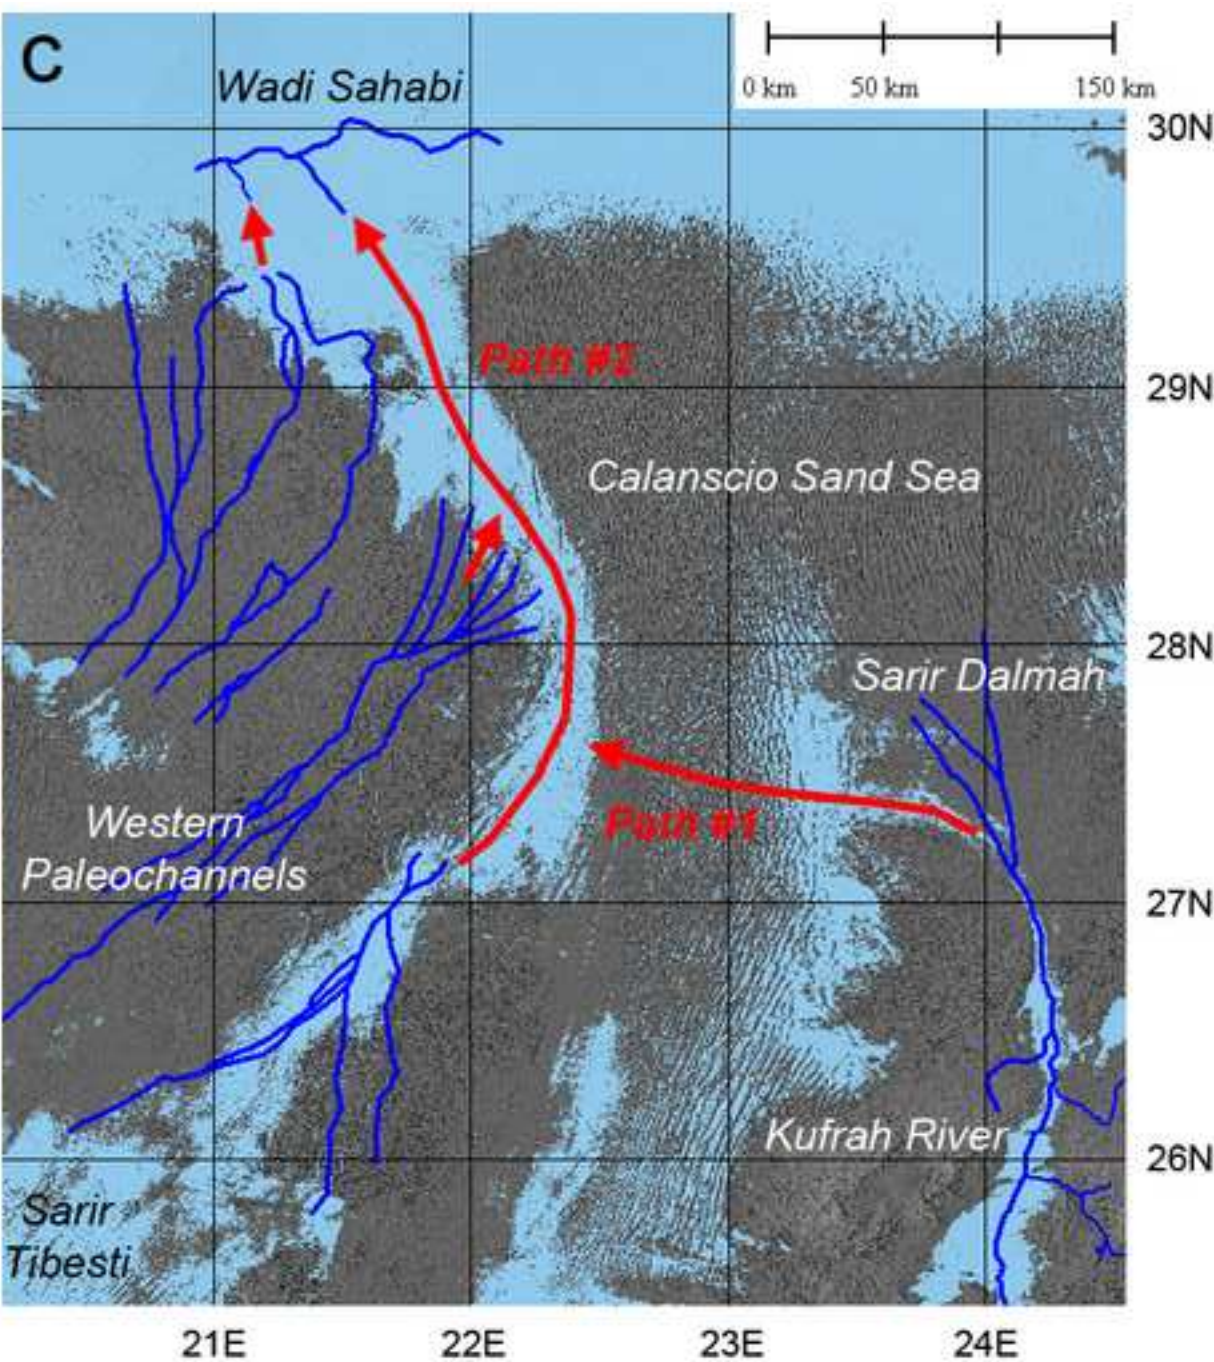 C
Wadi Sahabi
0 km 50 km 150 km
30N
Path #2
29N
Calanscio Sand Sea
28N
Sarir Dalmah
Western
Paleochannels
Path #1
27N
Kufrah River
26N
Sarir
Tibesti
21E 22E 23E 24E